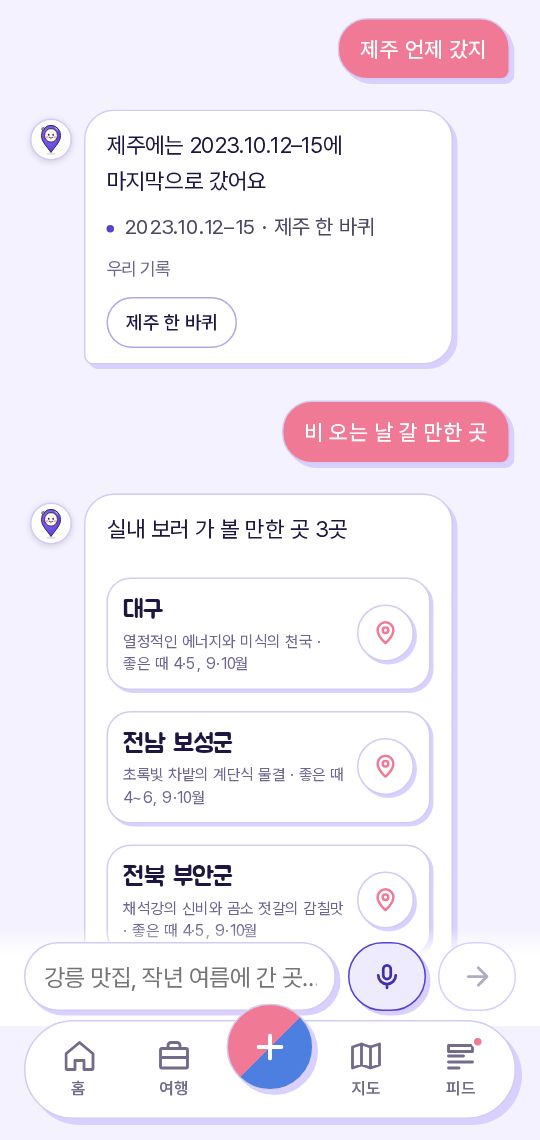 제주 언제 갔지
제주에는 2023.10.12–15에
마지막으로 갔어요
• 2023.10.12–15 · 제주 한 바퀴
우리 기록
제주 한 바퀴
비 오는 날 갈 만한 곳
실내 보러 가 볼 만한 곳 3곳
대구
열정적인 에너지와 미식의 천국 ·
좋은 때 4·5, 9·10월
전남 보성군
초록빛 차밭의 계단식 물결 · 좋은 때
4~6, 9·10월
전북 부안군
채석강의 신비와 곰소 젓갈의 감칠맛
· 좋은 때 4·5, 9·10월
강릉 맛집, 작년 여름에 간 곳...
홈
여행
지도
피드